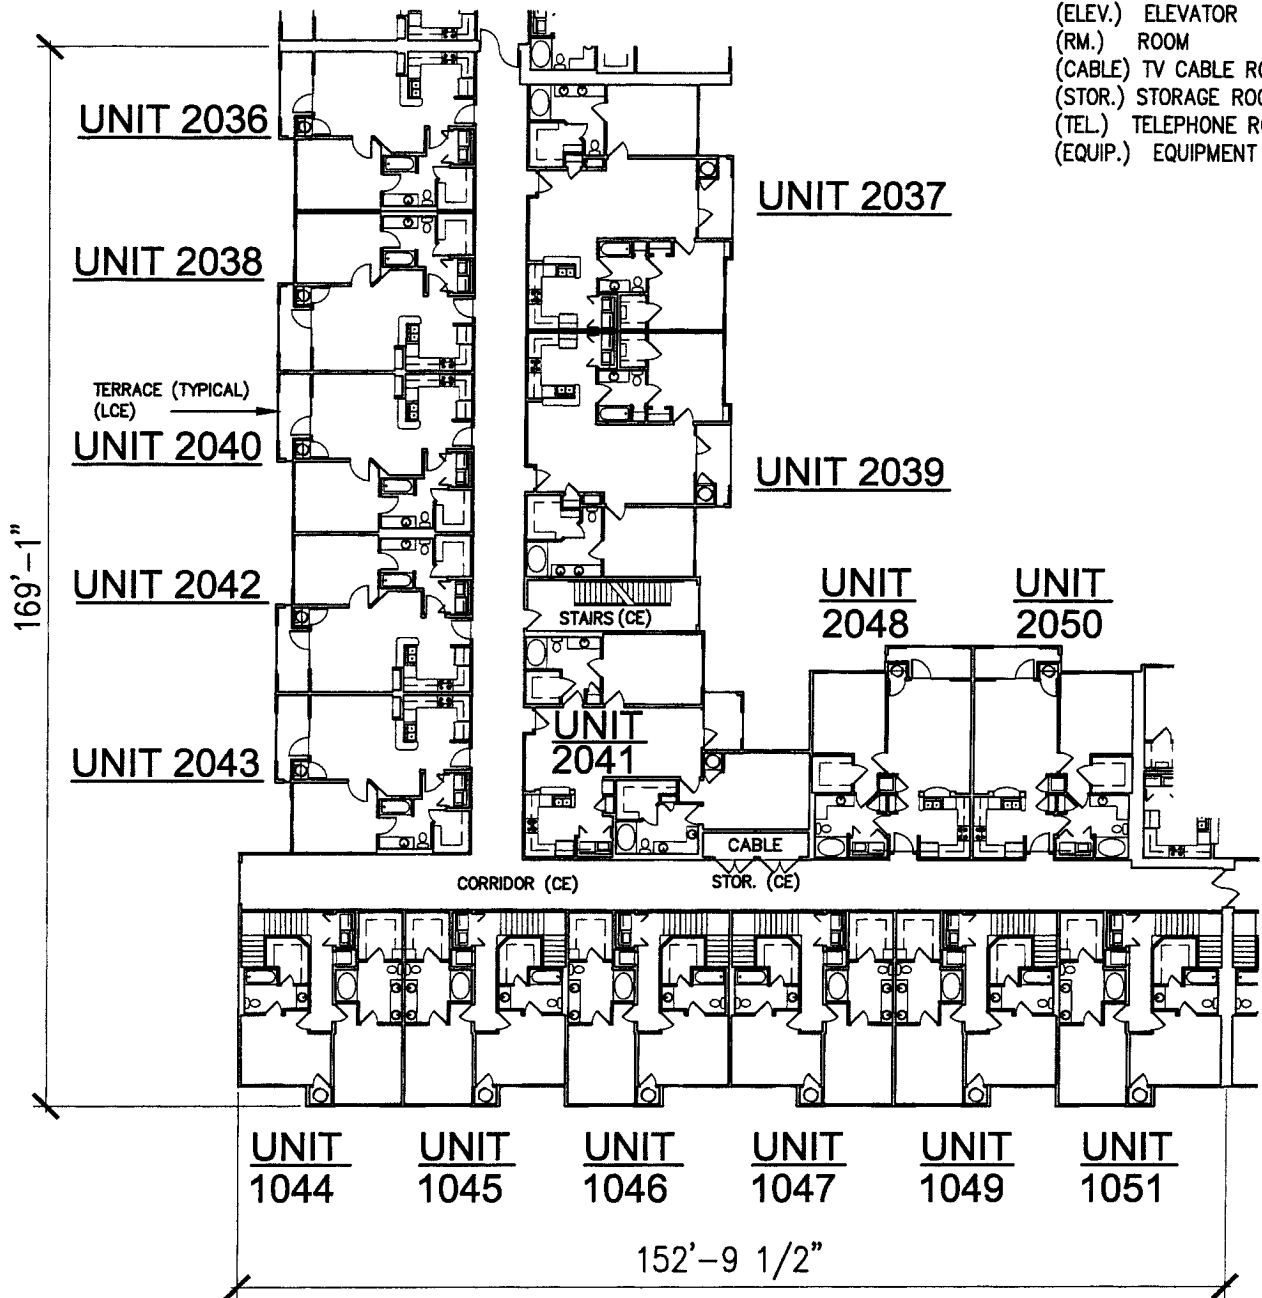 (ELEV.) ELEVATOR
(RM.) ROOM
(CABLE) TV CABLE
(STOR.) STORAGE
(TEL.) TELEPHONE
(EQUIP.) EQUIPMENT
UNIT 2036
UNIT 2037
UNIT 2038
TERRACE (TYPICAL)
(LCE)
UNIT 2040
UNIT 2039
169'-1"
UNIT 2042
STAIRS (CE)
UNIT
2048
UNIT
2050
UNIT
2041
UNIT 2043
CABLE
CORRIDOR (CE)
STOR. (CE)
UNIT
1044
UNIT
1045
UNIT
1046
UNIT
1047
UNIT
1049
UNIT
1051
152'-9 1/2"